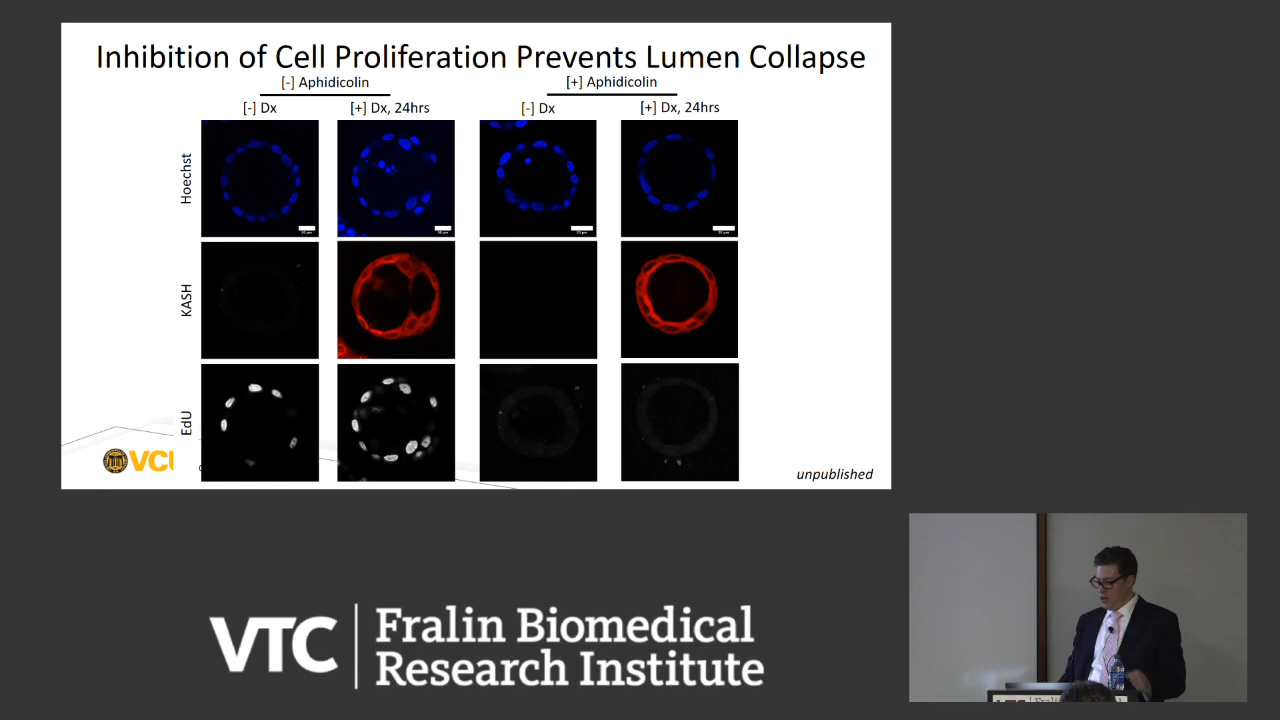 Inhibition of Cell Proliferation Prevents Lumen Collapse
[-] Aphidicolin
[+] Aphidicolin
[-] Dx
[+] Dx, 24hrs
[-] Dx
[+] Dx, 24hrs
Hoechst
KASH
EdU
unpublished
VTC
Fralin Biomedical
Research Institute